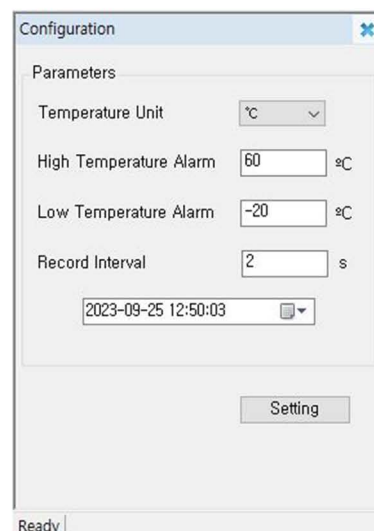 Configuration
Parameters
Temperature Unit ℃
High Temperature Alarm 60 ºC
Low Temperature Alarm -20 ºC
Record Interval 2 s
2023-09-25 12:50:03
Setting
Ready